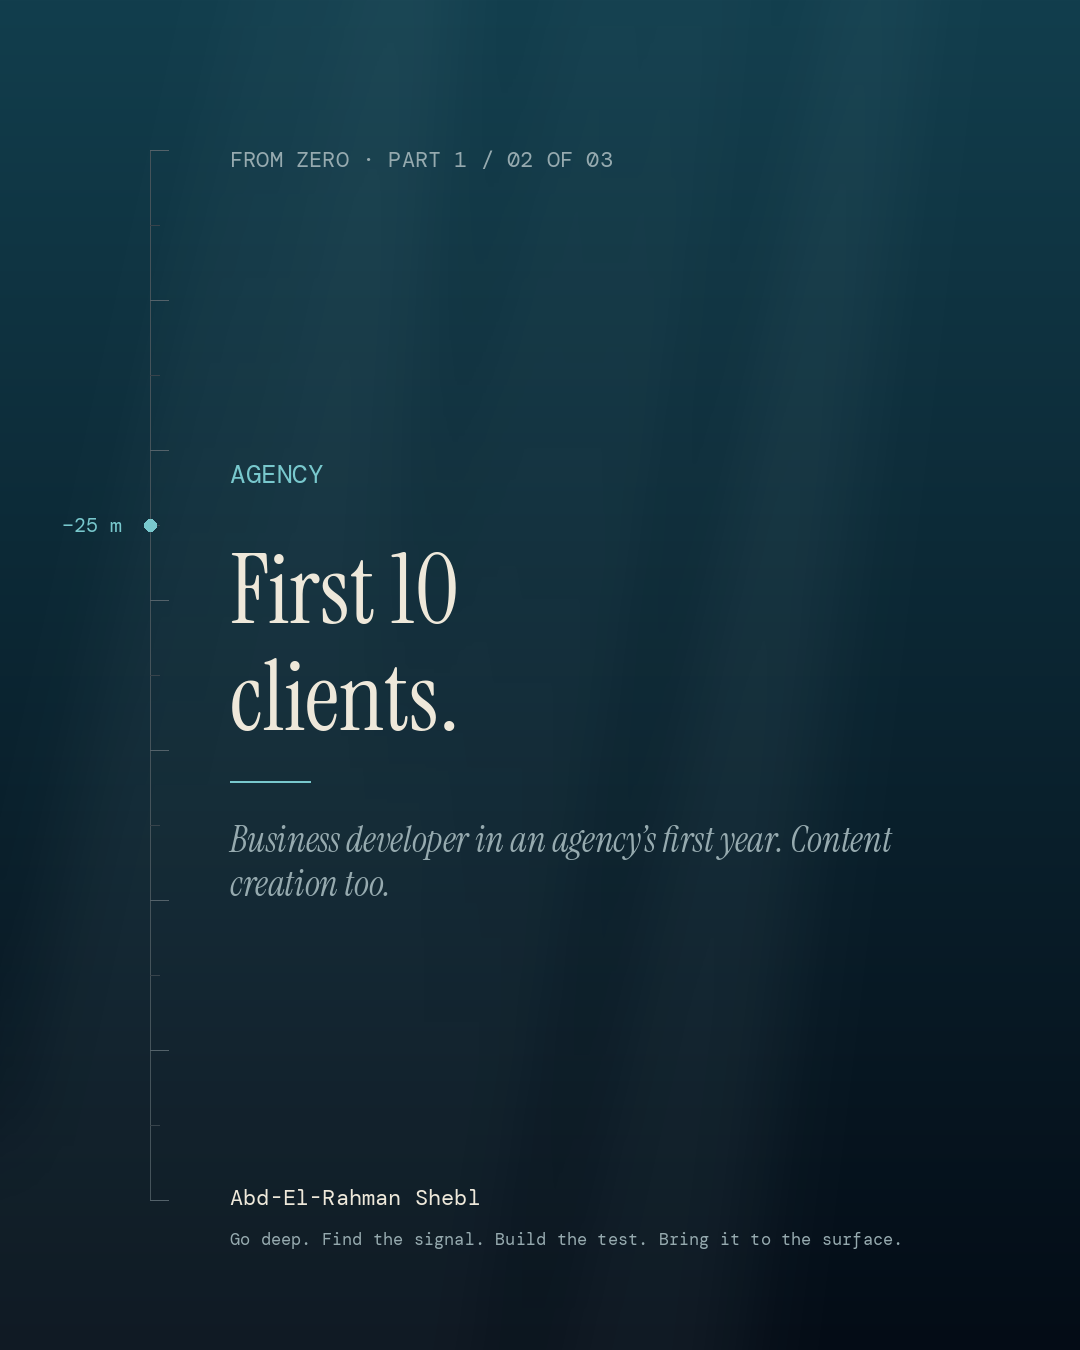 FROM ZERO · PART 1 / 02 OF 03
AGENCY
−25 m
First 10
clients.
Business developer in an agency’s first year. Content
creation too.
Abd-El-Rahman Shebl
Go deep. Find the signal. Build the test. Bring it to the surface.